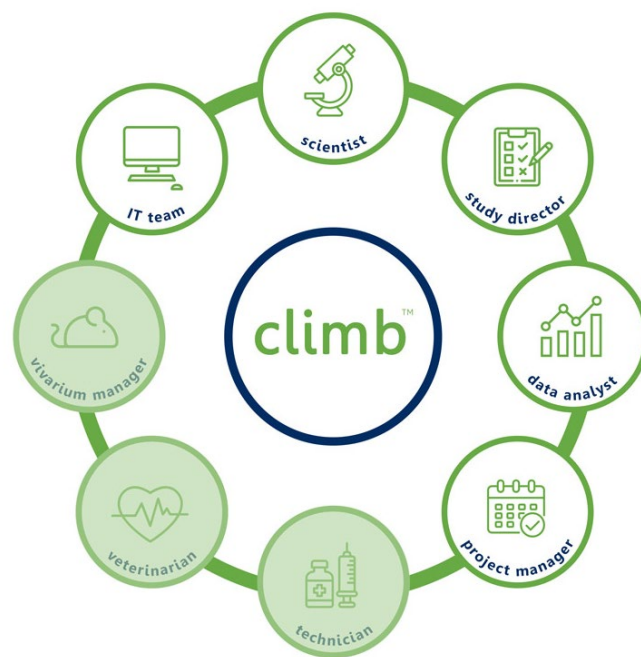 scientist
IT team
study director
vivarium manager
climb™
data analyst
veterinarian
project manager
technician